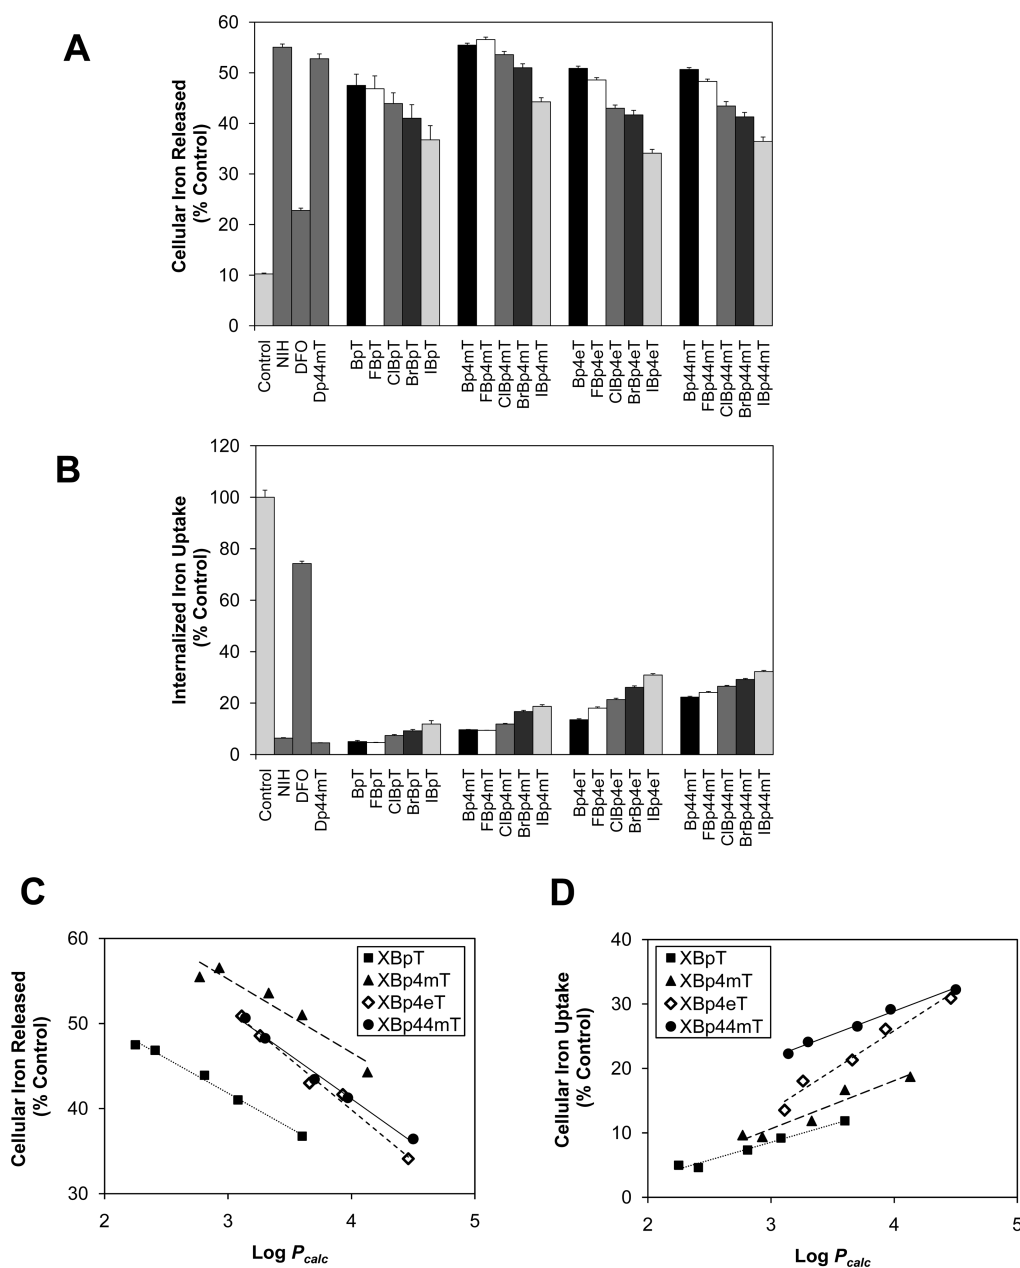 A
Cellular Iron Released
(% Control)
60
50
40
30
20
10
0
Control
NIH
DFO
Dp44mT
BpT
FBpT
ClBpT
BrBpT
IBpT
Bp4mT
FBp4mT
ClBp4mT
BrBp4mT
IBp4mT
Bp4eT
FBp4eT
ClBp4eT
BrBp4eT
IBp4eT
Bp44mT
FBp44mT
ClBp44mT
BrBp44mT
IBp44mT
B
Internalized Iron Uptake
(% Control)
120
100
80
60
40
20
0
Control
NIH
DFO
Dp44mT
BpT
FBpT
ClBpT
BrBpT
IBpT
Bp4mT
FBp4mT
ClBp4mT
BrBp4mT
IBp4mT
Bp4eT
FBp4eT
ClBp4eT
BrBp4eT
IBp4eT
Bp44mT
FBp44mT
ClBp44mT
BrBp44mT
IBp44mT
C
Cellular Iron Released
(% Control)
60
50
40
30
2
3
4
5
Log Pcalc
XBpT
XBp4mT
XBp4eT
XBp44mT
D
Cellular Iron Uptake
(% Control)
40
30
20
10
0
2
3
4
5
Log Pcalc
XBpT
XBp4mT
XBp4eT
XBp44mT